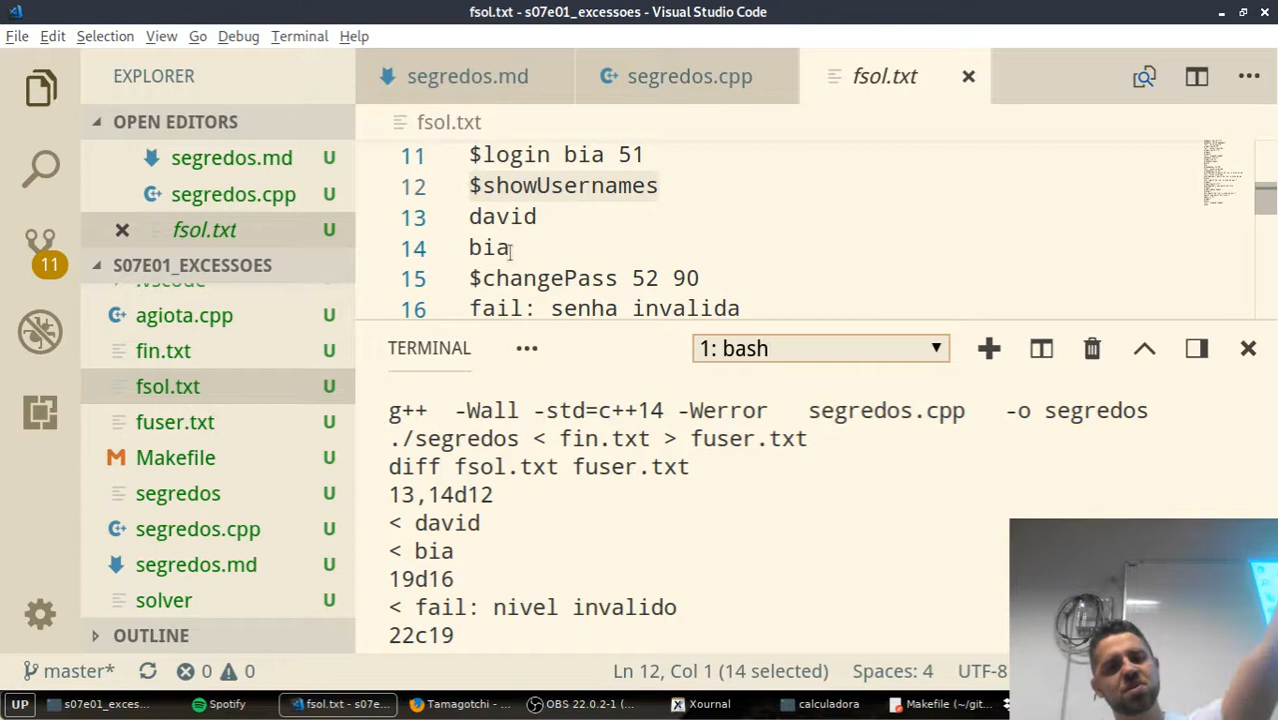 fsol.txt - s07e01_excessoes - Visual Studio Code
File Edit Selection View Go Debug Terminal Help
EXPLORER
OPEN EDITORS
segredos.md U
segredos.cpp U
fsol.txt U
S07E01_EXCESSOES
.vscode
agiota.cpp U
fin.txt U
fsol.txt U
fuser.txt U
Makefile U
segredos U
segredos.cpp U
segredos.md U
solver U
OUTLINE
11
segredos.md segredos.cpp fsol.txt
fsol.txt
11 $login bia 51
12 $showUsernames
13 david
14 bia
15 $changePass 52 90
16 fail: senha invalida
TERMINAL 1: bash
g++ -Wall -std=c++14 -Werror segredos.cpp -o segredos
./segredos < fin.txt > fuser.txt
diff fsol.txt fuser.txt
13,14d12
< david
< bia
19d16
< fail: nivel invalido
22c19
master* 0 0 Ln 12, Col 1 (14 selected) Spaces: 4 UTF-8
UP s07e01_exces... Spotify fsol.txt - s07e... Tamagotchi - ... OBS 22.0.2-1 (... Xournal calculadora Makefile (~/git...